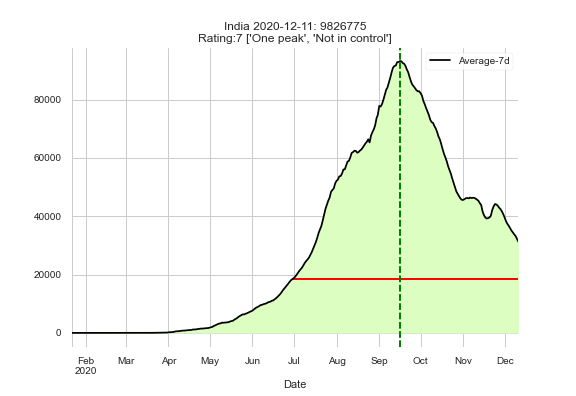 India 2020-12-11: 9826775
Rating:7 ['One peak', 'Not in control']
Average-7d
80000
60000
40000
20000
0
Feb Mar Apr May Jun Jul Aug Sep Oct Nov Dec
2020
Date